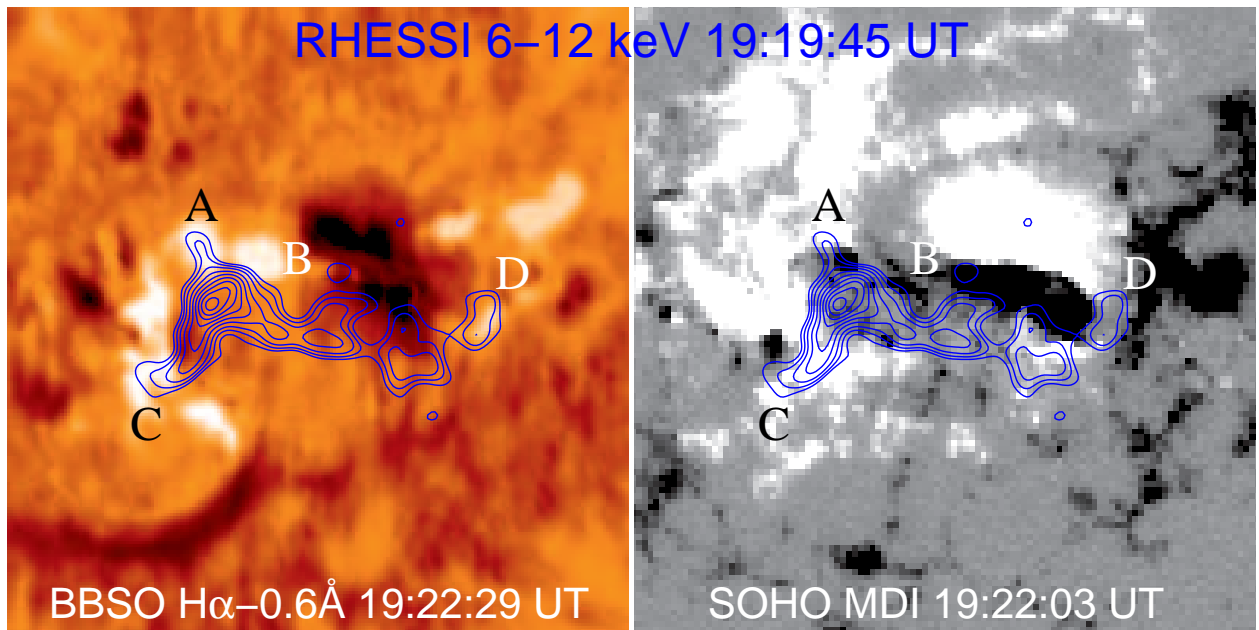 RHESSI 6–12 keV 19:19:45 UT
A
B
D
C
A
B
D
C
BBSO Hα–0.6Å 19:22:29 UT
SOHO MDI 19:22:03 UT